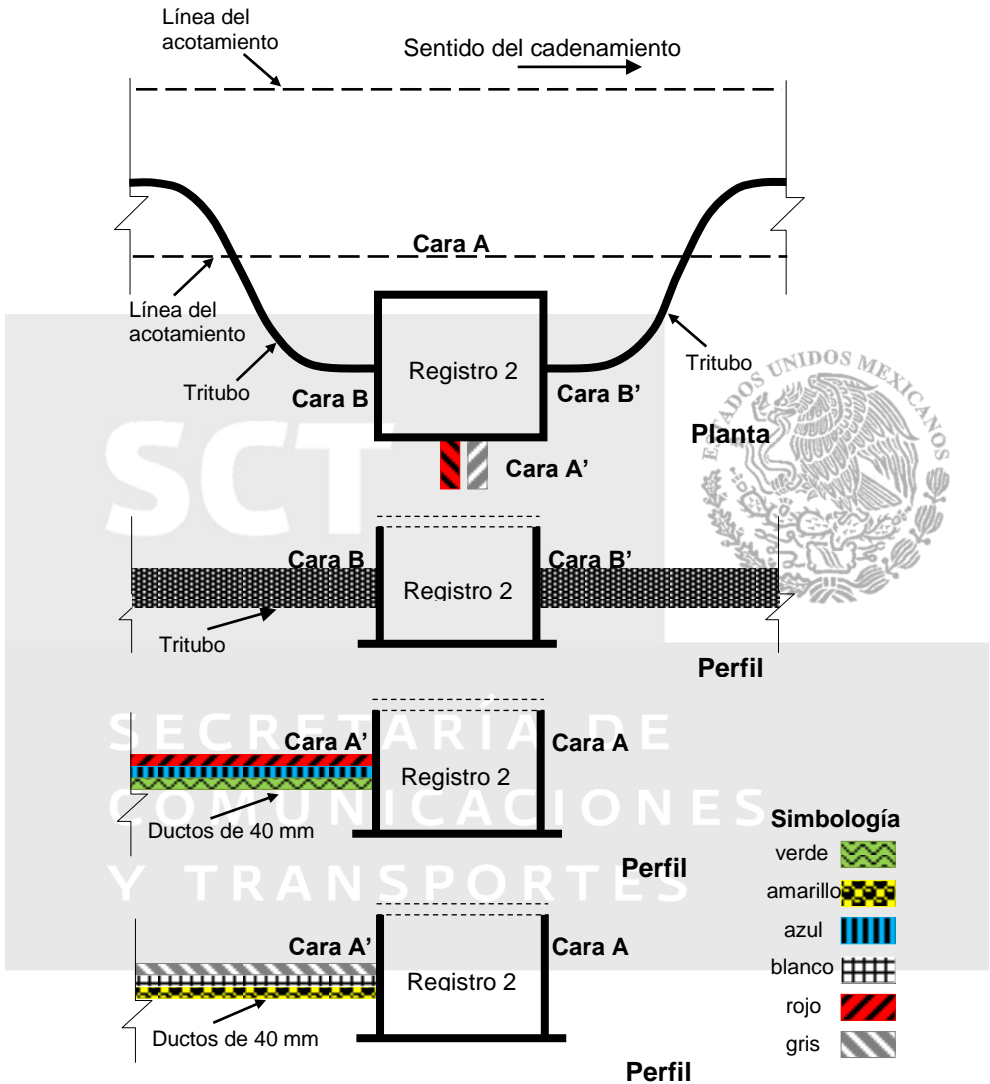 Línea del
acotamiento
Sentido del cadenamiento
Cara A
Línea del
acotamiento
Tritubo
Cara B
Registro 2
Cara B’
Tritubo
Planta
Cara A’
SCT
ESTADOS UNIDOS MEXICANOS
Cara B
Registro 2
Cara B’
Tritubo
Perfil
SECRETARÍA DE
COMUNICACIONES
Y TRANSPORTES
Cara A’
Registro 2
Cara A
Ductos de 40 mm
Perfil
Cara A’
Registro 2
Cara A
Ductos de 40 mm
Perfil
Simbología
verde
amarillo
azul
blanco
rojo
gris